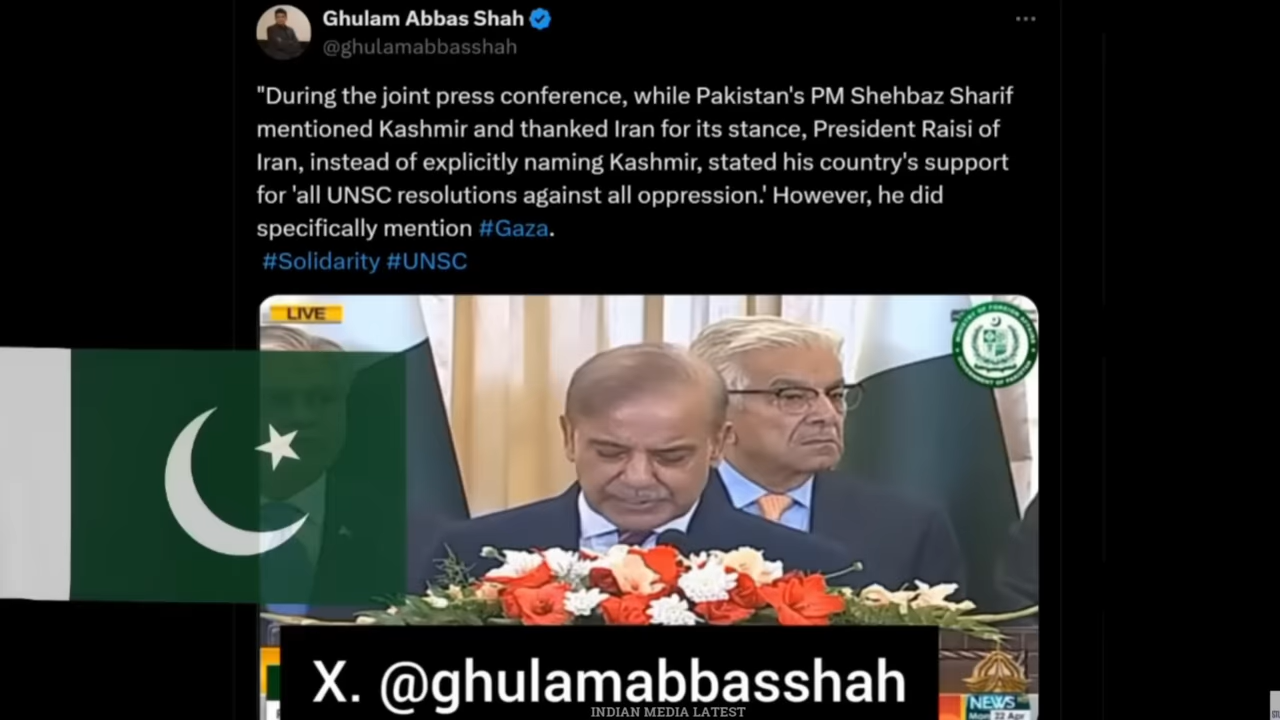 Ghulam Abbas Shah
@ghulamabbasshah
"During the joint press conference, while Pakistan's PM Shehbaz Sharif
mentioned Kashmir and thanked Iran for its stance, President Raisi of
Iran, instead of explicitly naming Kashmir, stated his country's support
for 'all UNSC resolutions against all oppression.' However, he did
specifically mention #Gaza.
#Solidarity #UNSC
LIVE
X. @ghulamabbasshah
INDIAN MEDIA LATEST
NEWS
Mon 22 Apr